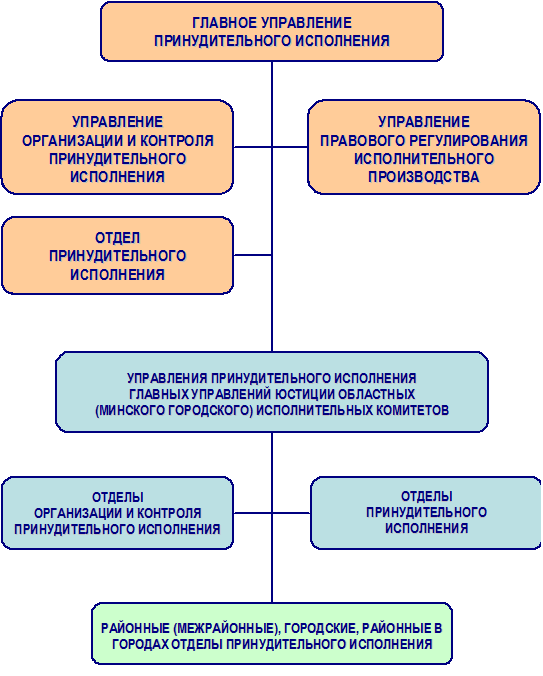 ГЛАВНОЕ УПРАВЛЕНИЕ
ПРИНУДИТЕЛЬНОГО ИСПОЛНЕНИЯ
УПРАВЛЕНИЕ
ОРГАНИЗАЦИИ И КОНТРОЛЯ
ПРИНУДИТЕЛЬНОГО
ИСПОЛНЕНИЯ
УПРАВЛЕНИЕ
ПРАВОВОГО РЕГУЛИРОВАНИЯ
ИСПОЛНИТЕЛЬНОГО
ПРОИЗВОДСТВА
ОТДЕЛ
ПРИНУДИТЕЛЬНОГО
ИСПОЛНЕНИЯ
УПРАВЛЕНИЯ ПРИНУДИТЕЛЬНОГО ИСПОЛНЕНИЯ
ГЛАВНЫХ УПРАВЛЕНИЙ ЮСТИЦИИ ОБЛАСТНЫХ
(МИНСКОГО ГОРОДСКОГО) ИСПОЛНИТЕЛЬНЫХ КОМИТЕТОВ
ОТДЕЛЫ
ОРГАНИЗАЦИИ И КОНТРОЛЯ
ПРИНУДИТЕЛЬНОГО ИСПОЛНЕНИЯ
ОТДЕЛЫ
ПРИНУДИТЕЛЬНОГО
ИСПОЛНЕНИЯ
РАЙОННЫЕ (МЕЖРАЙОННЫЕ), ГОРОДСКИЕ, РАЙОННЫЕ В
ГОРОДАХ ОТДЕЛЫ ПРИНУДИТЕЛЬНОГО ИСПОЛНЕНИЯ